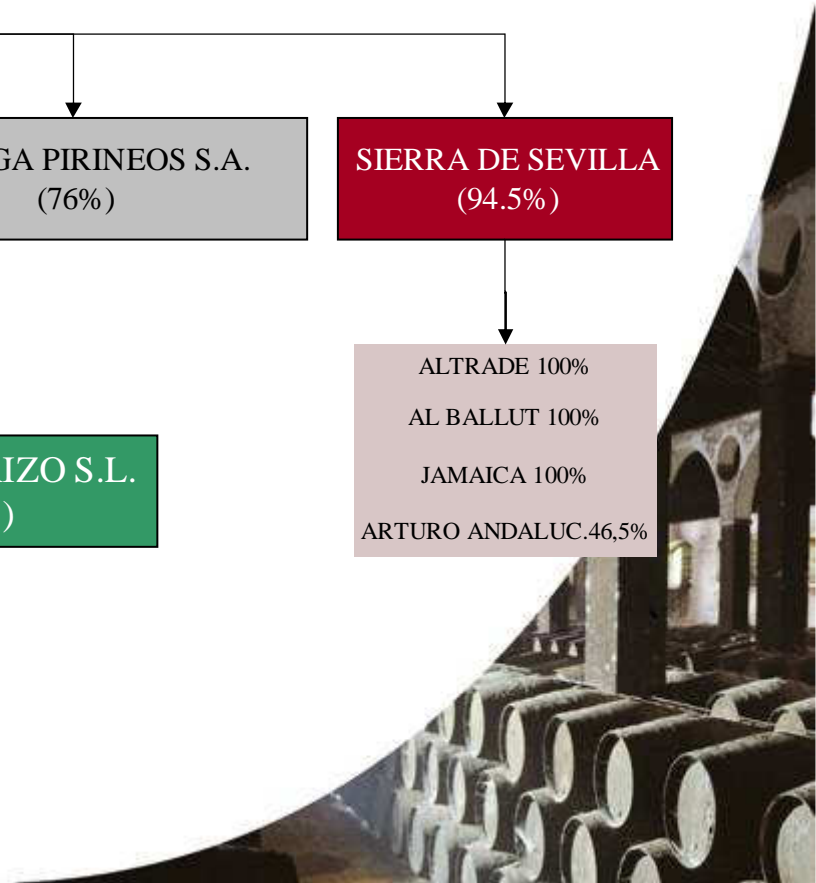 GA PIRINEOS S.A.
(76%)
SIERRA DE SEVILLA
(94.5%)
ALTRADE 100%
AL BALLUT 100%
JAMAICA 100%
ARTURO ANDALUC.46,5%
IZO S.L.
)